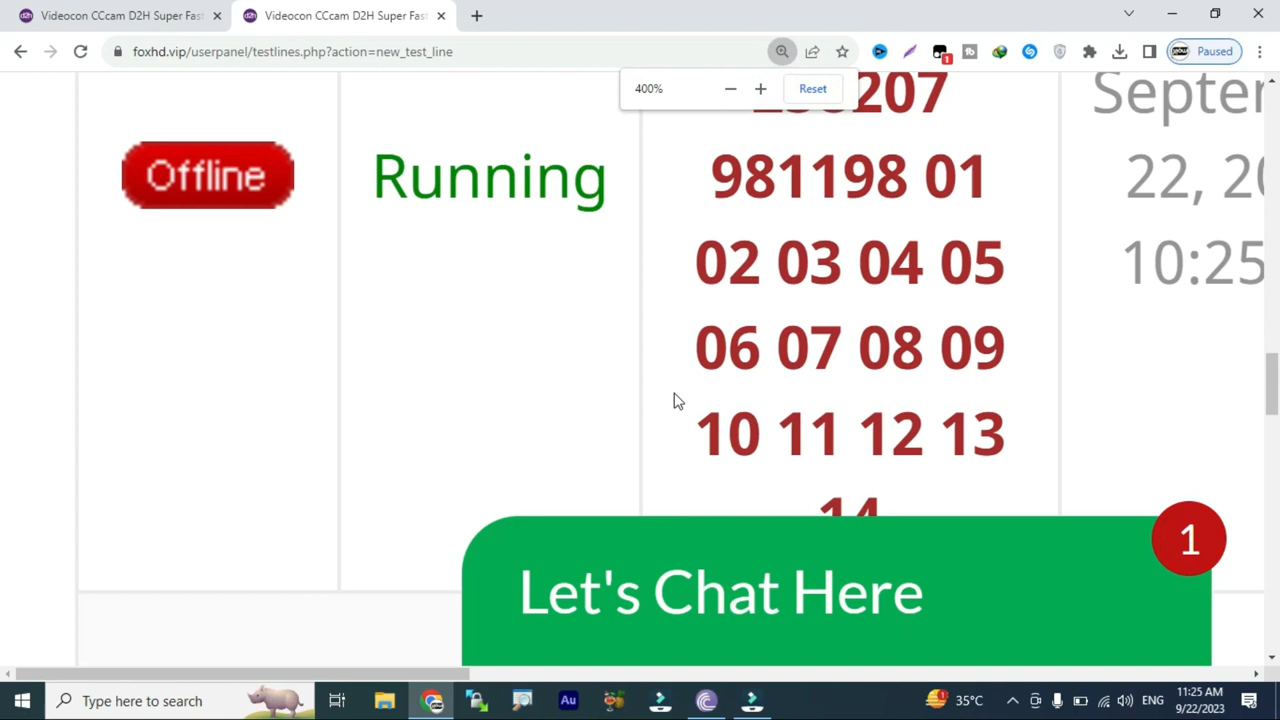 Videocon CCcam D2H Super Fast
Videocon CCcam D2H Super Fast
foxhd.vip/userpanel/testlines.php?action=new_test_line
Paused
400%
Reset
207
Septer
Offline
Running
981198 01
22, 20
02 03 04 05
10:25
06 07 08 09
10 11 12 13
14
Let's Chat Here
1
Type here to search
Au
35°C
ENG
11:25 AM
9/22/2023